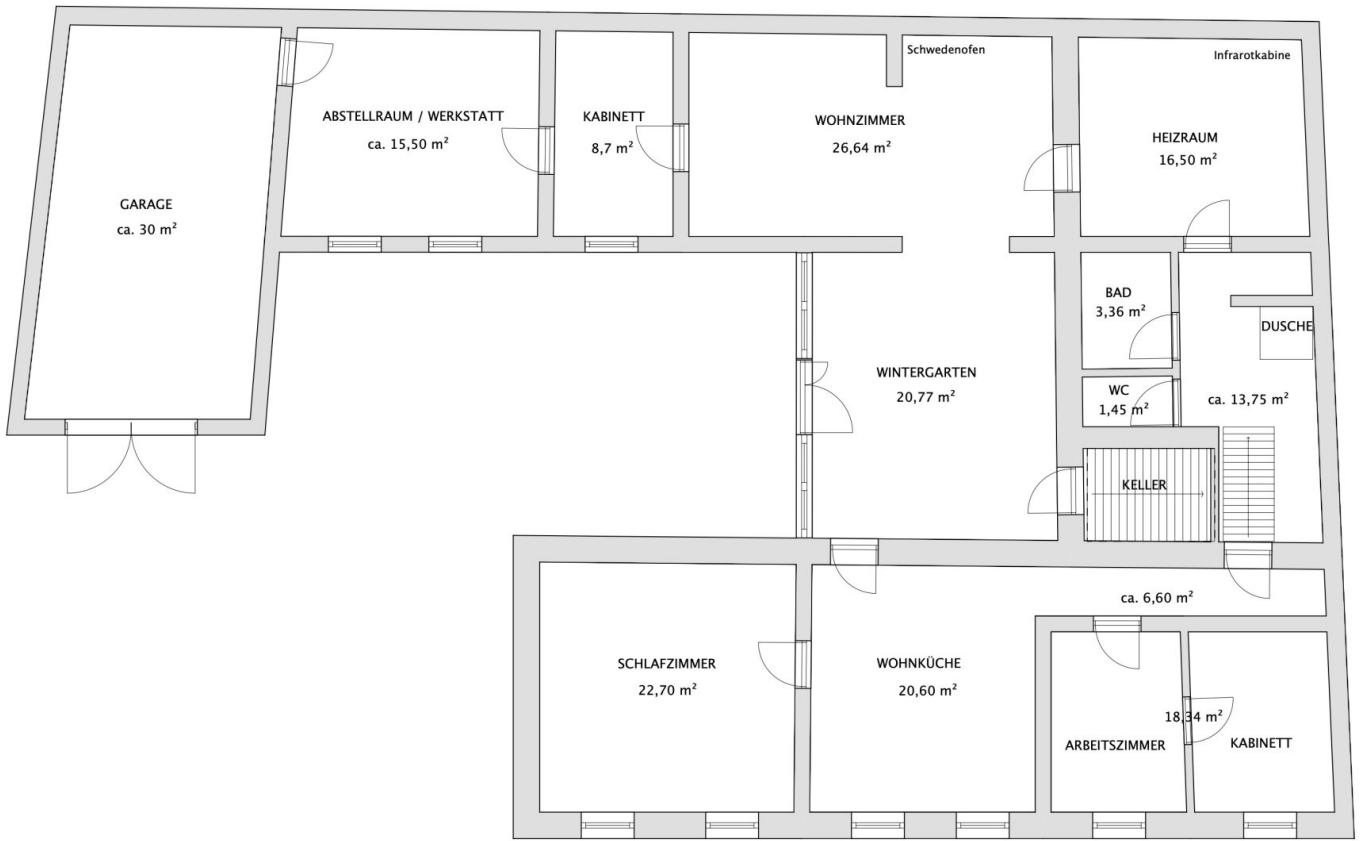 Schwedenofen
Infrarotkabine
ABSTELLRAUM / WERKSTATT
ca. 15,50 m²
KABINETT
8,7 m²
WOHNZIMMER
26,64 m²
HEIZRAUM
16,50 m²
GARAGE
ca. 30 m²
BAD
3,36 m²
DUSCHE
WINTERGARTEN
20,77 m²
WC
1,45 m²
ca. 13,75 m²
KELLER
ca. 6,60 m²
SCHLAFZIMMER
22,70 m²
WOHNKÜCHE
20,60 m²
18,34 m²
ARBEITSZIMMER
KABINETT